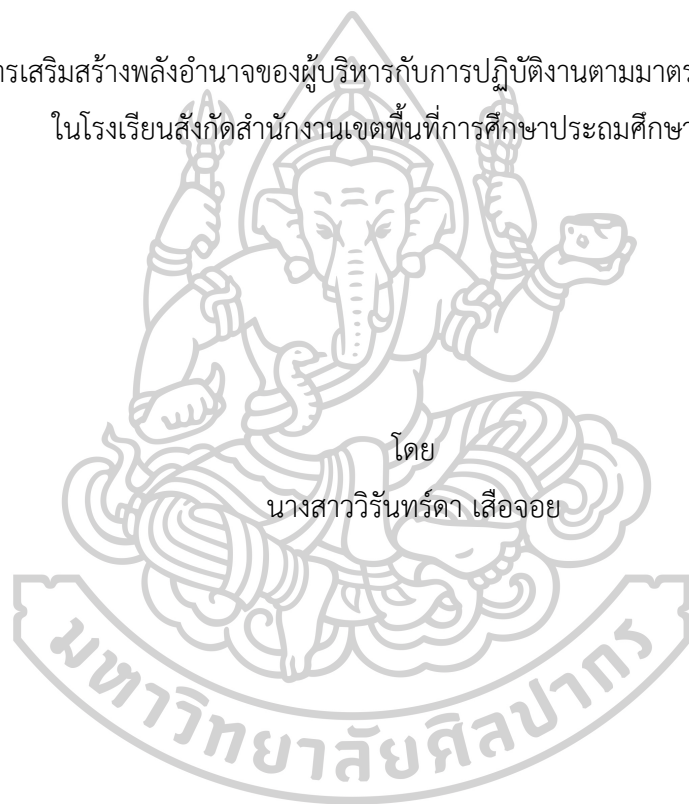 ารเสริมสร้างพลังอำนาจของผู้บริหารกับการปฏิบัติงานตามมาตร
ในโรงเรียนสังกัดสำนักงานเขตพื้นที่การศึกษาประถมศึกษา
โดย
นางสาววิรันทร์ดา เสือจอย
มหาวิทยาลัยศิลปากร